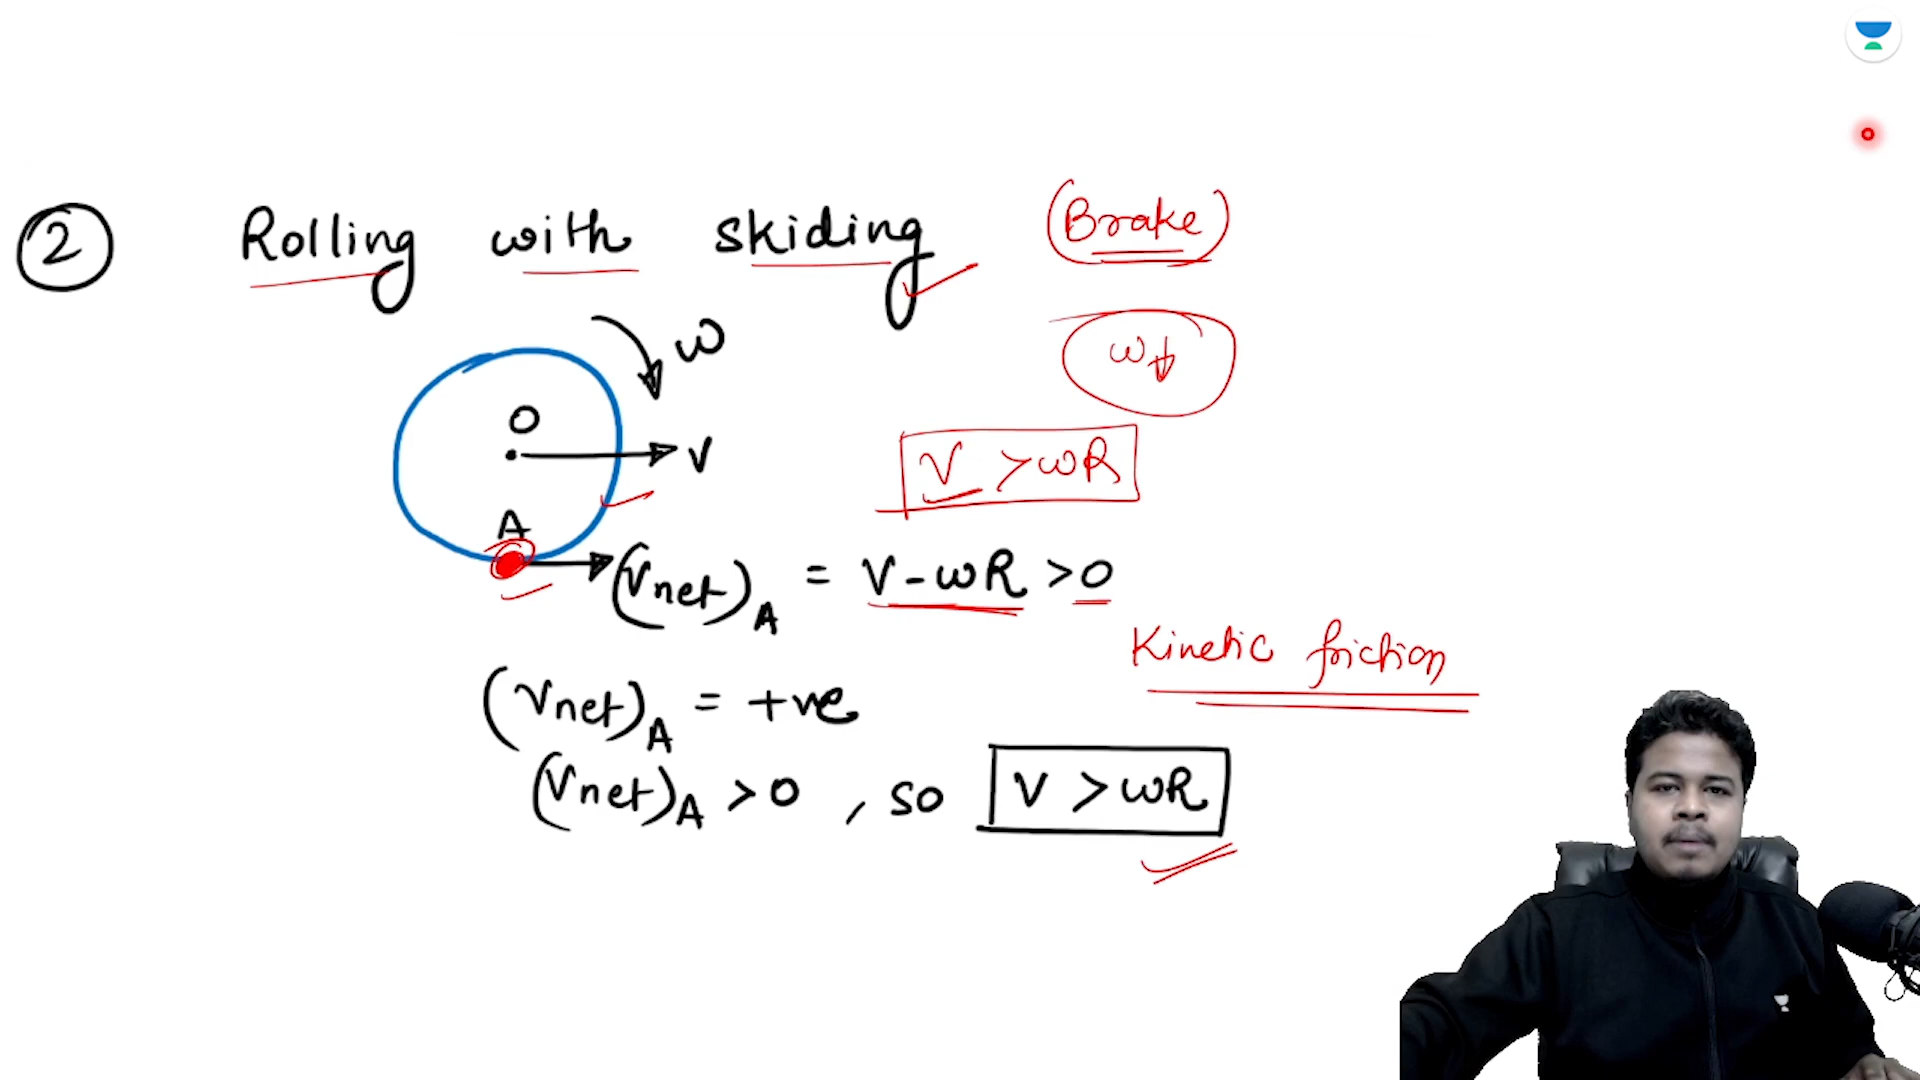 2 Rolling with skiding (Brake)
ω
ω↓
O
V
V > ωR
A
(Vnet)A = V-ωR > 0
Kinetic friction
(Vnet)A = +ve
(Vnet)A > 0 , so V > ωR